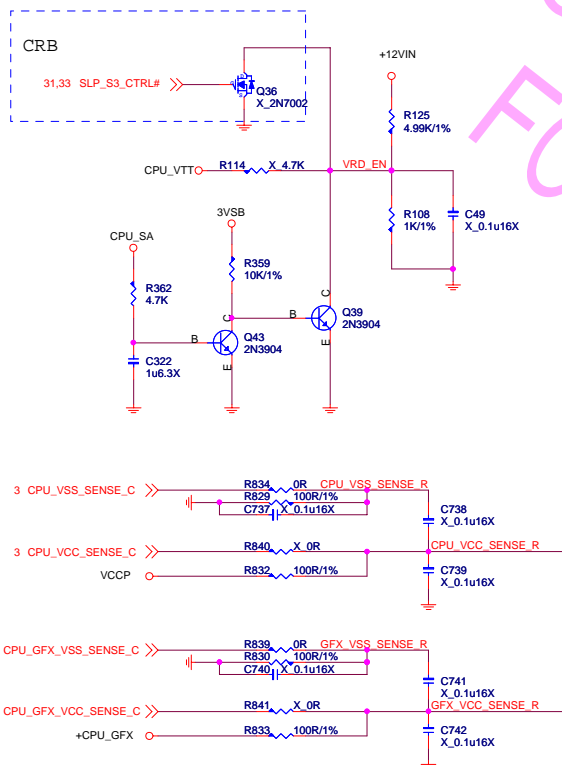 CRB
31,33 SLP_S3_CTRL#
Q36
X_2N7002
+12VIN
R125
4.99K/1%
CPU_VTT
R114 X_4.7K
VRD_EN
R108
1K/1%
C49
X_0.1u16X
3VSB
CPU_SA
R359
10K/1%
R362
4.7K
C
B
Q39
2N3904
E
C
B
Q43
2N3904
E
C322
1u6.3X
3 CPU_VSS_SENSE_C
R834 0R
CPU_VSS_SENSE_R
R829 100R/1%
C737 X_0.1u16X
C738
X_0.1u16X
3 CPU_VCC_SENSE_C
R840 X_0R
CPU_VCC_SENSE_R
VCCP
R832 100R/1%
C739
X_0.1u16X
CPU_GFX_VSS_SENSE_C
R839 0R
GFX_VSS_SENSE_R
R830 100R/1%
C740 X_0.1u16X
C741
X_0.1u16X
CPU_GFX_VCC_SENSE_C
R841 X_0R
GFX_VCC_SENSE_R
+CPU_GFX
R833 100R/1%
C742
X_0.1u16X